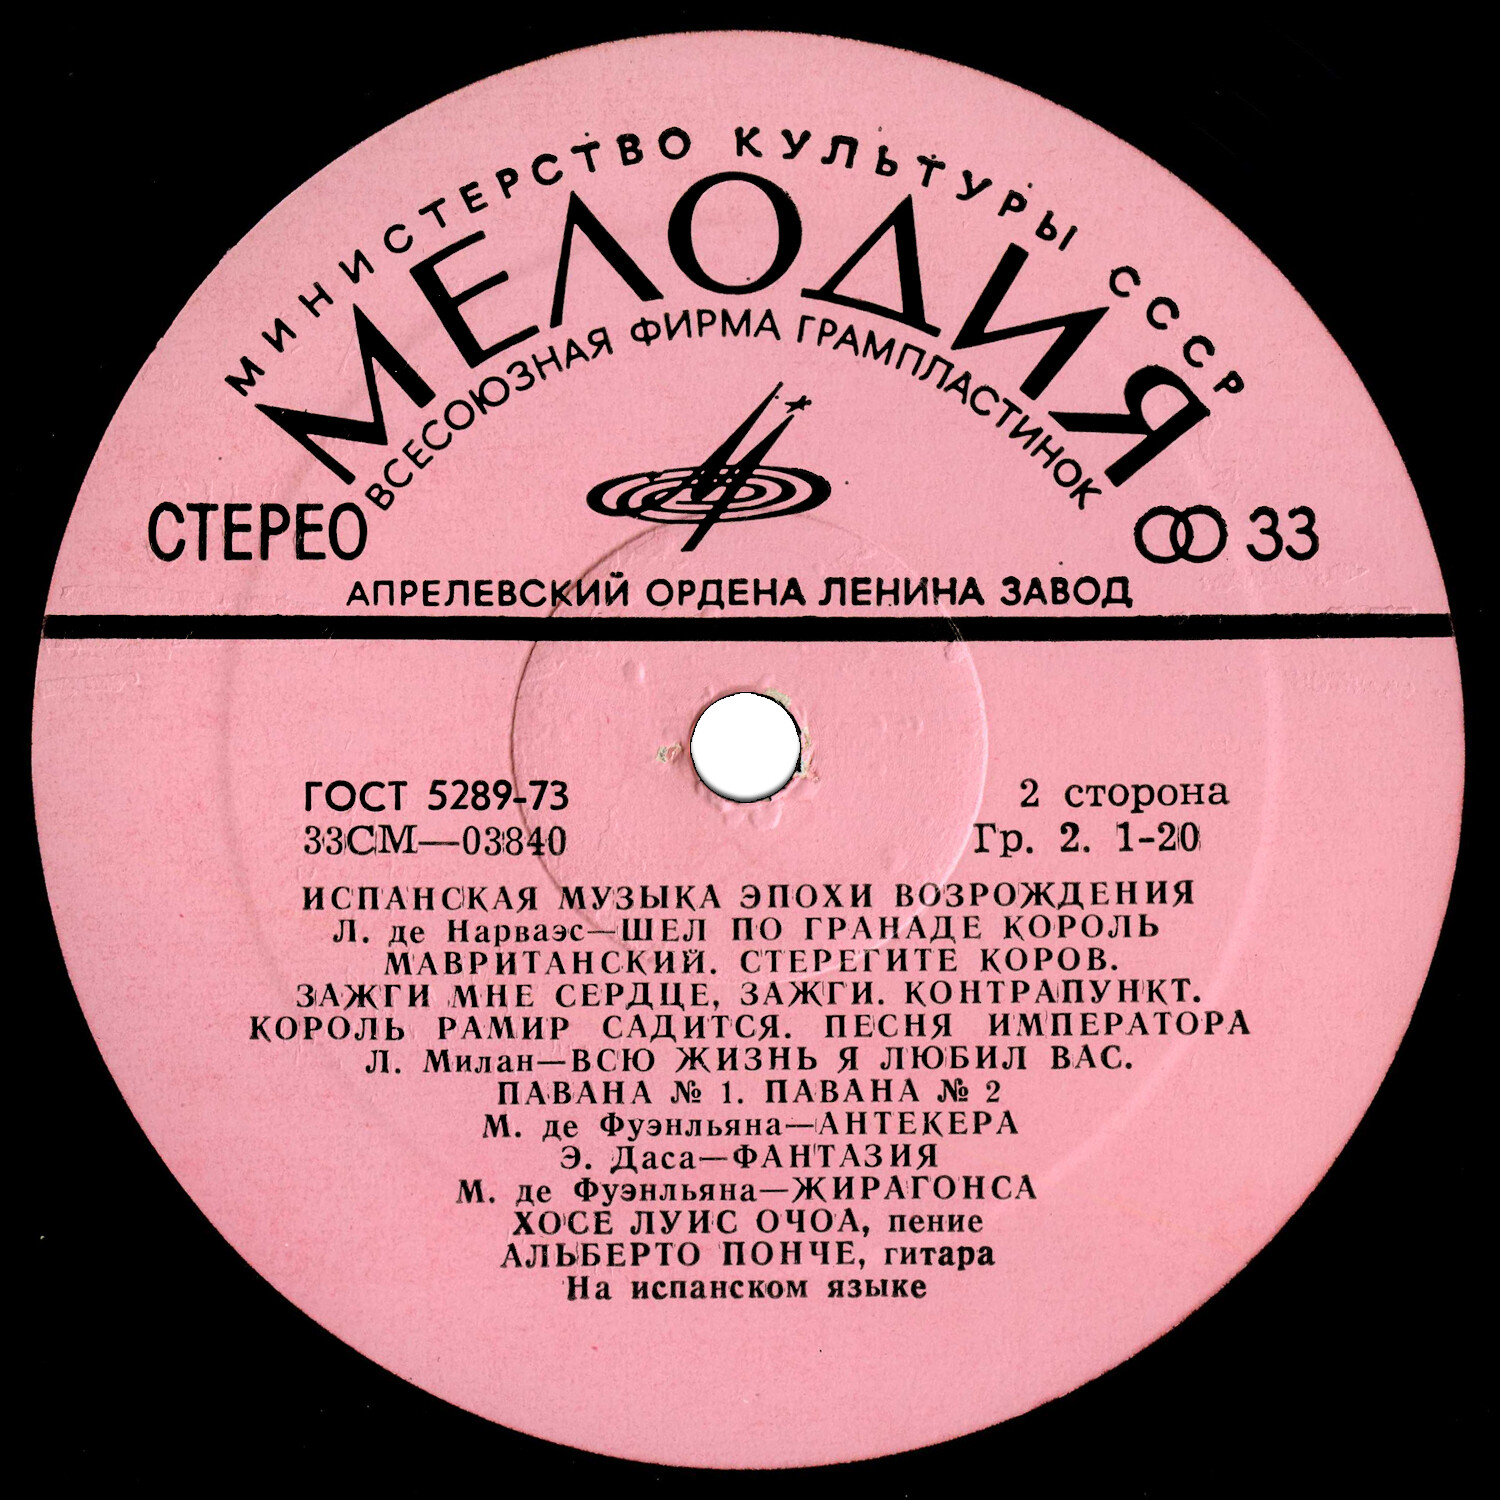 МИНИСТЕРСТВО КУЛЬТУРЫ СССР
МЕЛОДИЯ
ВСЕСОЮЗНАЯ ФИРМА ГРАМПЛАСТИНОК
СТЕРЕО
33
АПРЕЛЕВСКИЙ ОРДЕНА ЛЕНИНА ЗАВОД
ГОСТ 5289-73
2 сторона
33СМ—03840
Гр. 2. 1-20
ИСПАНСКАЯ МУЗЫКА ЭПОХИ ВОЗРОЖДЕНИЯ
Л. де Нарваэс—ШЕЛ ПО ГРАНАДЕ КОРОЛЬ
МАВРИТАНСКИЙ. СТЕРЕГИТЕ КОРОВ.
ЗАЖГИ МНЕ СЕРДЦЕ, ЗАЖГИ. КОНТРАПУНКТ.
КОРОЛЬ РАМИР САДИТСЯ. ПЕСНЯ ИМПЕРАТОРА
Л. Милан—ВСЮ ЖИЗНЬ Я ЛЮБИЛ ВАС.
ПАВАНА № 1. ПАВАНА № 2
М. де Фуэнльяна—АНТЕКЕРА
Э. Даса—ФАНТАЗИЯ
М. де Фуэнльяна—ЖИРАГОНСА
ХОСЕ ЛУИС ОЧОА, пение
АЛЬБЕРТО ПОНЧЕ, гитара
На испанском языке